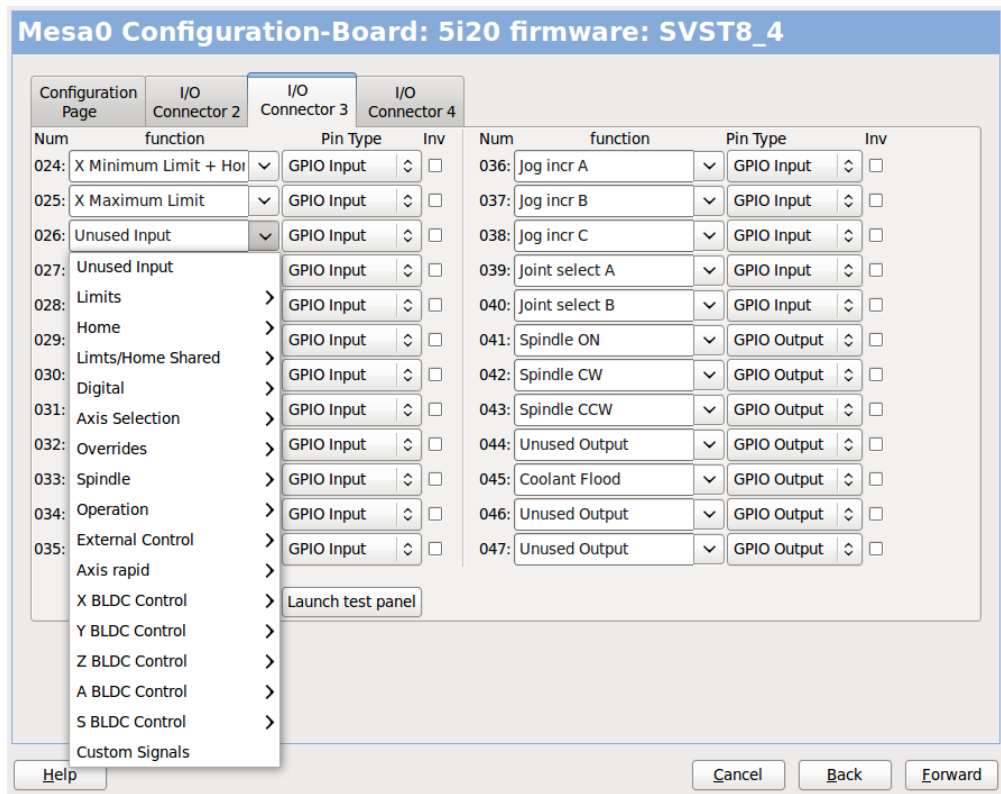 Mesa0 Configuration-Board: 5i20 firmware: SVST8_4
Configuration Page
I/O Connector 2
I/O Connector 3
I/O Connector 4
Num function Pin Type Inv Num function Pin Type Inv
024: X Minimum Limit + Hor GPIO Input 036: Jog incr A GPIO Input
025: X Maximum Limit GPIO Input 037: Jog incr B GPIO Input
026: Unused Input GPIO Input 038: Jog incr C GPIO Input
027: GPIO Input 039: Joint select A GPIO Input
028: GPIO Input 040: Joint select B GPIO Input
029: GPIO Input 041: Spindle ON GPIO Output
030: GPIO Input 042: Spindle CW GPIO Output
031: GPIO Input 043: Spindle CCW GPIO Output
032: GPIO Input 044: Unused Output GPIO Output
033: GPIO Input 045: Coolant Flood GPIO Output
034: GPIO Input 046: Unused Output GPIO Output
035: GPIO Input 047: Unused Output GPIO Output
Unused Input
Limits
Home
Limts/Home Shared
Digital
Axis Selection
Overrides
Spindle
Operation
External Control
Axis rapid
X BLDC Control
Y BLDC Control
Z BLDC Control
A BLDC Control
S BLDC Control
Custom Signals
Launch test panel
Help Cancel Back Forward